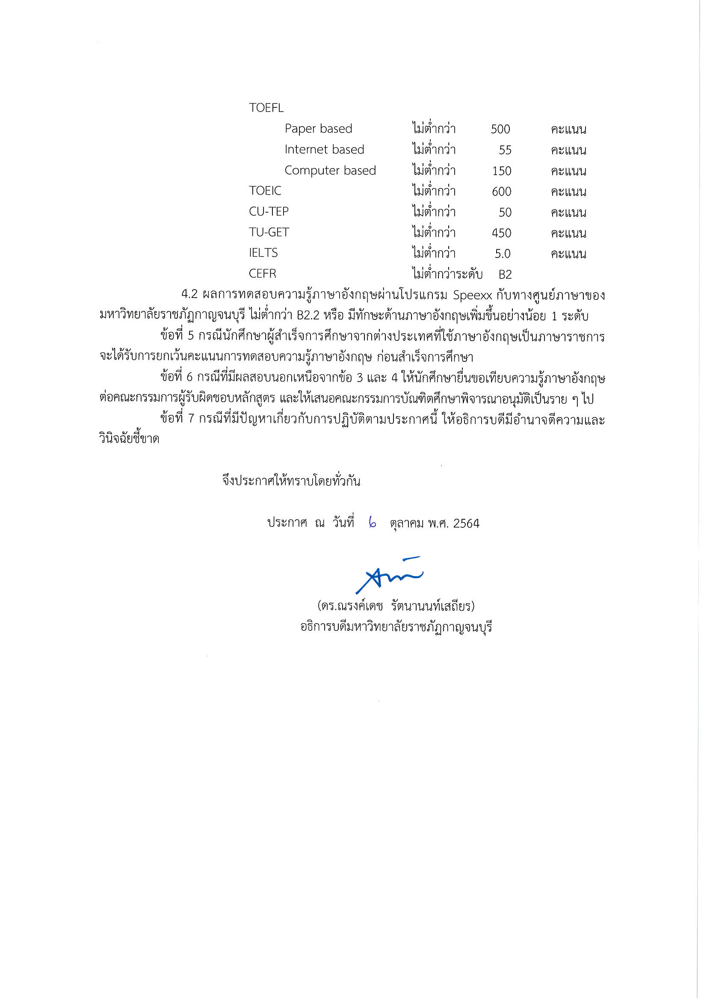 TOEFL
Paper based ไม่ต่ำกว่า 500 คะแนน
Internet based ไม่ต่ำกว่า 55 คะแนน
Computer based ไม่ต่ำกว่า 150 คะแนน
TOEIC ไม่ต่ำกว่า 600 คะแนน
CU-TEP ไม่ต่ำกว่า 50 คะแนน
TU-GET ไม่ต่ำกว่า 450 คะแนน
IELTS ไม่ต่ำกว่า 5.0 คะแนน
CEFR ไม่ต่ำกว่าระดับ B2
4.2 ผลการทดสอบความรู้ภาษาอังกฤษผ่านโปรแกรม Speexx กับทางศูนย์ภาษาของ
มหาวิทยาลัยราชภัฏกาญจนบุรี ไม่ต่ำกว่า B2.2 หรือ มีทักษะด้านภาษาอังกฤษเพิ่มขึ้นอย่างน้อย 1 ระดับ
ข้อที่ 5 กรณีนักศึกษาผู้สำเร็จการศึกษาจากต่างประเทศที่ใช้ภาษาอังกฤษเป็นภาษาราชการ
จะได้รับการยกเว้นคะแนนการทดสอบความรู้ภาษาอังกฤษ ก่อนสำเร็จการศึกษา
ข้อที่ 6 กรณีที่มีผลสอบนอกเหนือจากข้อ 3 และ 4 ให้นักศึกษายื่นขอเทียบความรู้ภาษาอังกฤษ
ต่อคณะกรรมการผู้รับผิดชอบหลักสูตร และให้เสนอคณะกรรมการบัณฑิตศึกษาพิจารณาอนุมัติเป็นราย ๆ ไป
ข้อที่ 7 กรณีที่มีปัญหาเกี่ยวกับการปฏิบัติตามประกาศนี้ ให้อธิการบดีมีอำนาจตีความและ
วินิจฉัยชี้ขาด
จึงประกาศให้ทราบโดยทั่วกัน
ประกาศ ณ วันที่ 6 ตุลาคม พ.ศ. 2564
(ดร.ณรงค์เดช รัตนานนท์เสถียร)
อธิการบดีมหาวิทยาลัยราชภัฏกาญจนบุรี